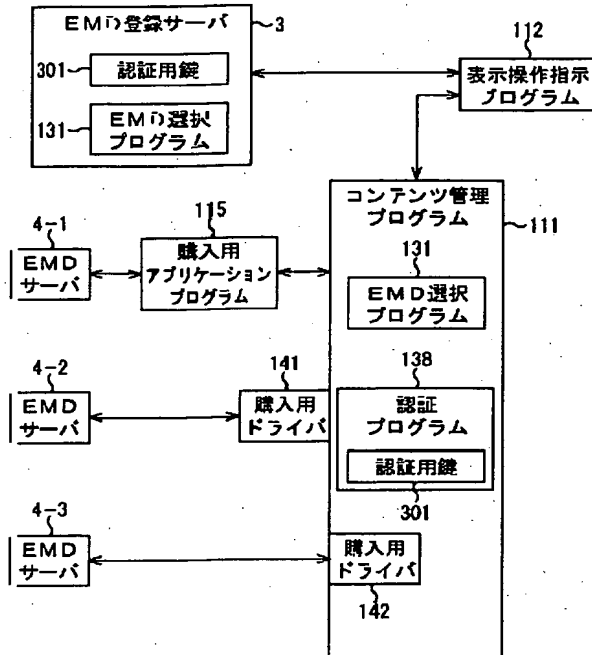 EMD登録サーバ
3
301
認証用鍵
131
EMD選択
プログラム
112
表示操作指示
プログラム
コンテンツ管理
プログラム
111
115
購入用
アプリケーション
プログラム
4-1
EMD
サーバ
131
EMD選択
プログラム
4-2
EMD
サーバ
141
購入用
ドライバ
138
認証
プログラム
認証用鍵
301
4-3
EMD
サーバ
購入用
ドライバ
142